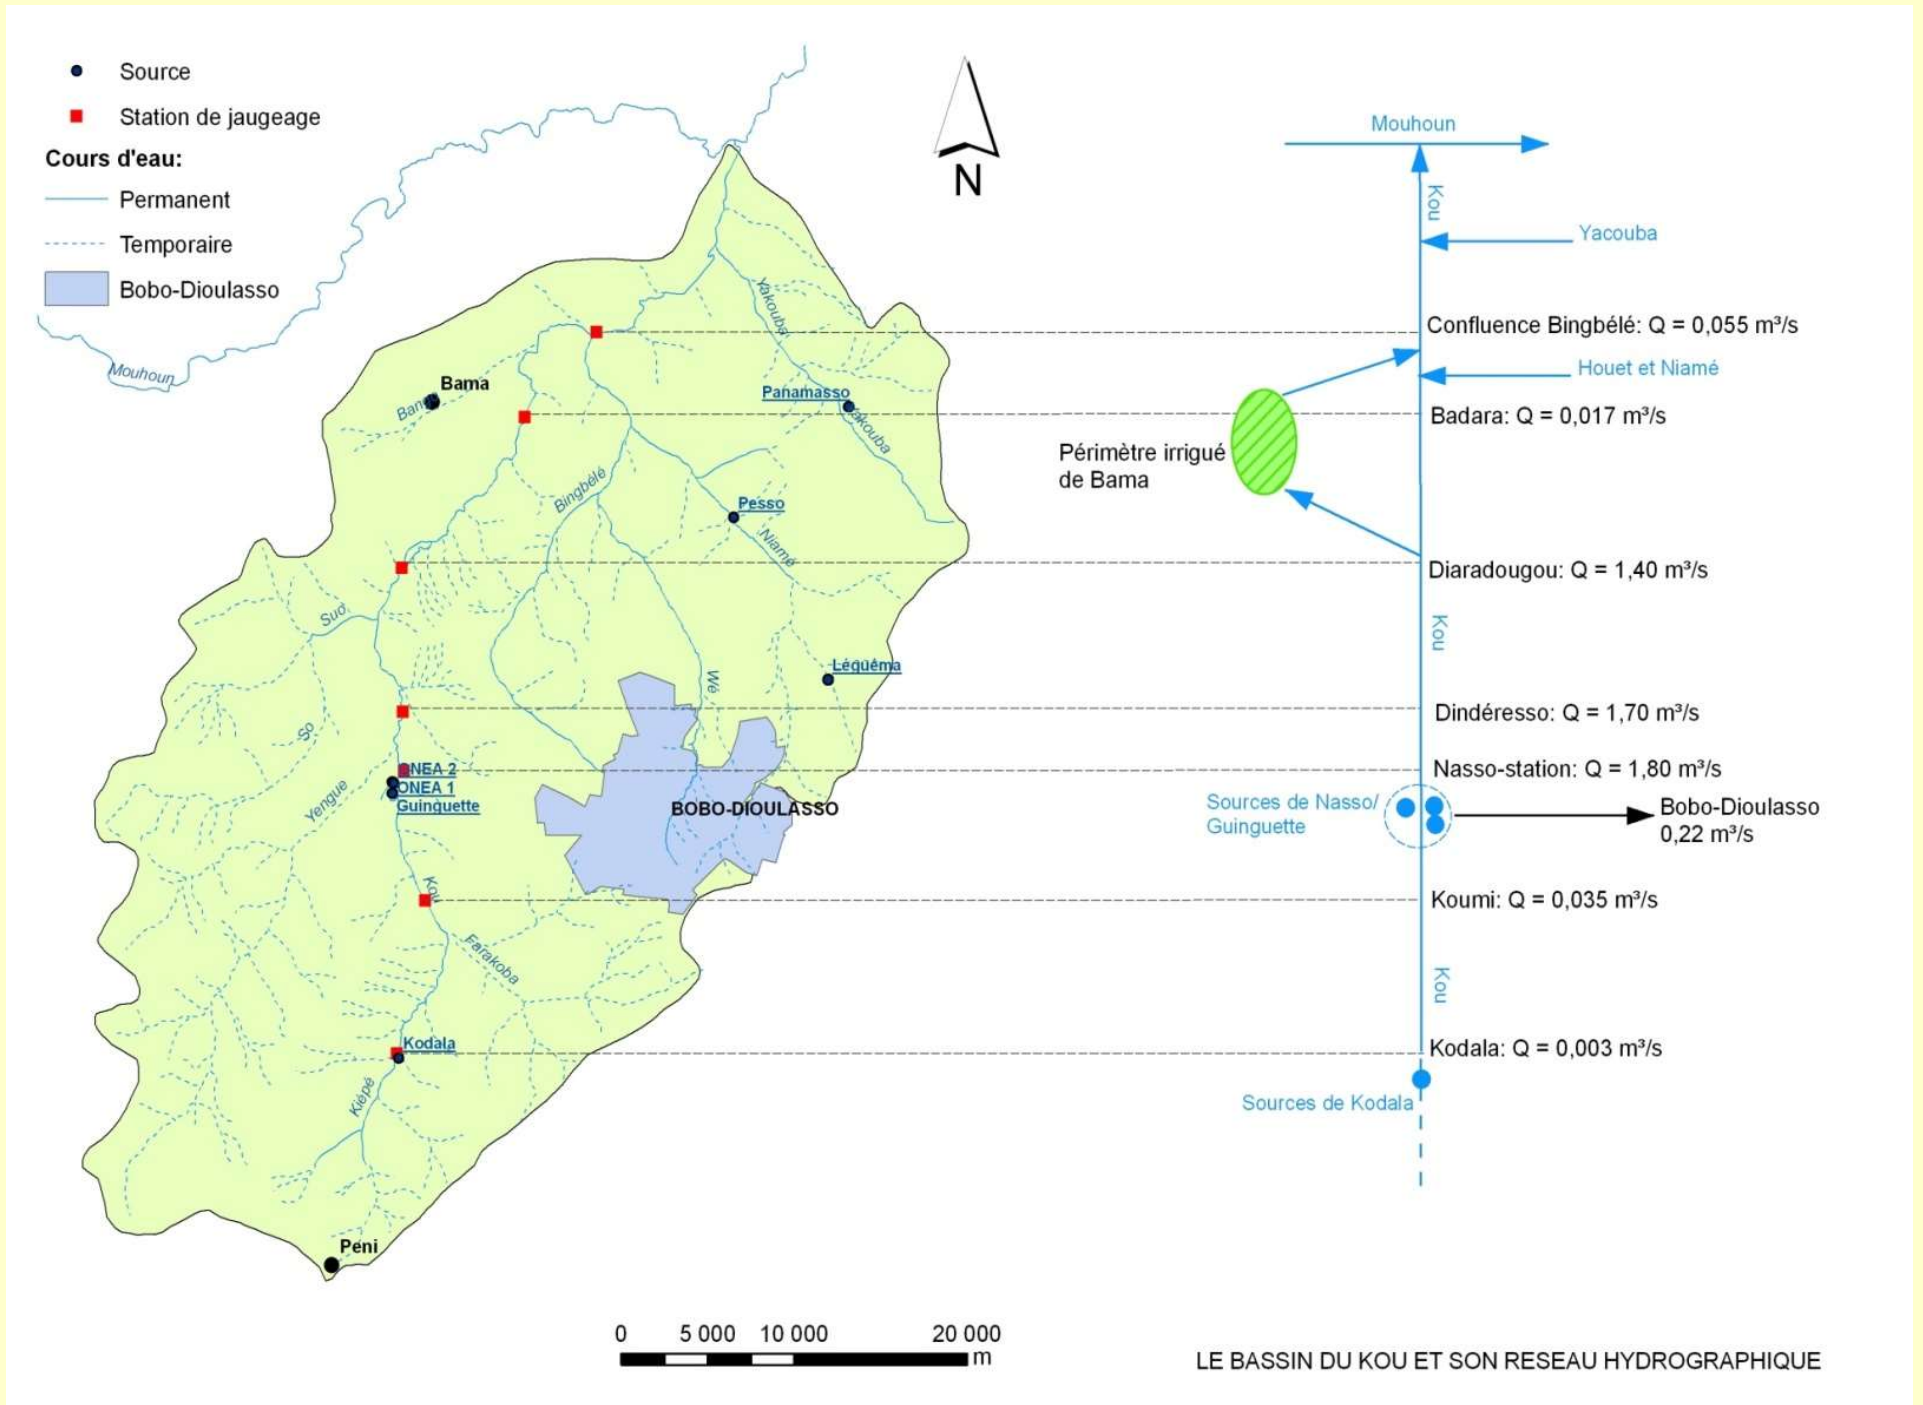 Source
Station de jaugeage
Cours d'eau:
Permanent
Temporaire
Bobo-Dioulasso
N
Mouhoun
Bama
Yakouba
Panamasso
Yakouba
Bingbélé
Pesso
Niamé
Suo
Légùêma
Wé
So
Yengue
ONEA 2
ONEA 1
Guinguette
BOBO-DIOULASSO
Kou
Farakoba
Kodala
Kièpé
Peni
0 5 000 10 000 20 000
m
Mouhoun
Kou
Yacouba
Confluence Bingbélé: Q = 0,055 m³/s
Houet et Niamé
Badara: Q = 0,017 m³/s
Périmètre irrigué
de Bama
Diaradougou: Q = 1,40 m³/s
Kou
Dindéresso: Q = 1,70 m³/s
Nasso-station: Q = 1,80 m³/s
Sources de Nasso/
Guinguette
Bobo-Dioulasso
0,22 m³/s
Koumi: Q = 0,035 m³/s
Kou
Kodala: Q = 0,003 m³/s
Sources de Kodala
LE BASSIN DU KOU ET SON RESEAU HYDROGRAPHIQUE